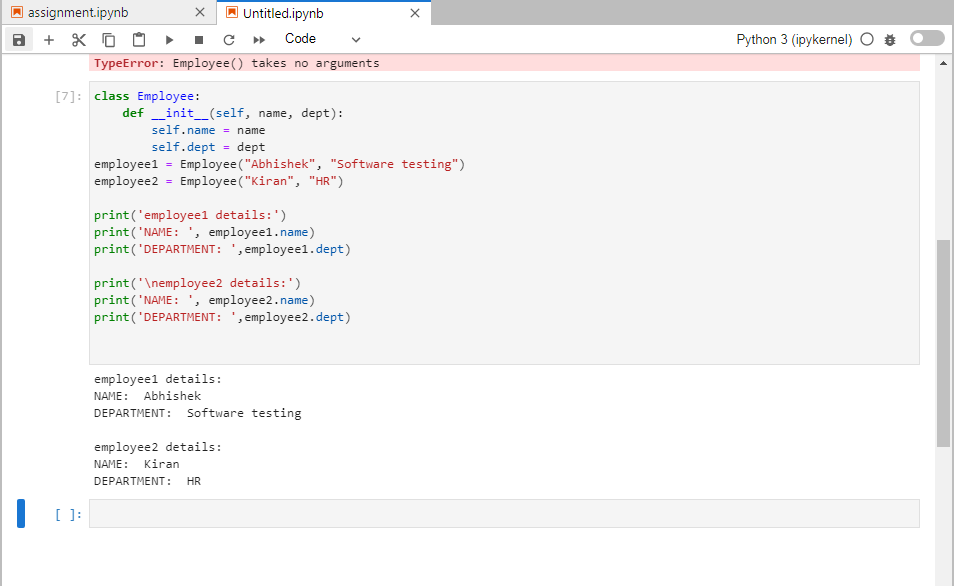 assignment.ipynb
Untitled.ipynb
Code
Python 3 (ipykernel)
TypeError: Employee() takes no arguments
[7]:
class Employee:
    def __init__(self, name, dept):
        self.name = name
        self.dept = dept
employee1 = Employee("Abhishek", "Software testing")
employee2 = Employee("Kiran", "HR")
print('employee1 details:')
print('NAME: ', employee1.name)
print('DEPARTMENT: ',employee1.dept)
print('\nemployee2 details:')
print('NAME: ', employee2.name)
print('DEPARTMENT: ',employee2.dept)
employee1 details:
NAME:  Abhishek
DEPARTMENT:  Software testing
employee2 details:
NAME:  Kiran
DEPARTMENT:  HR
[ ]: